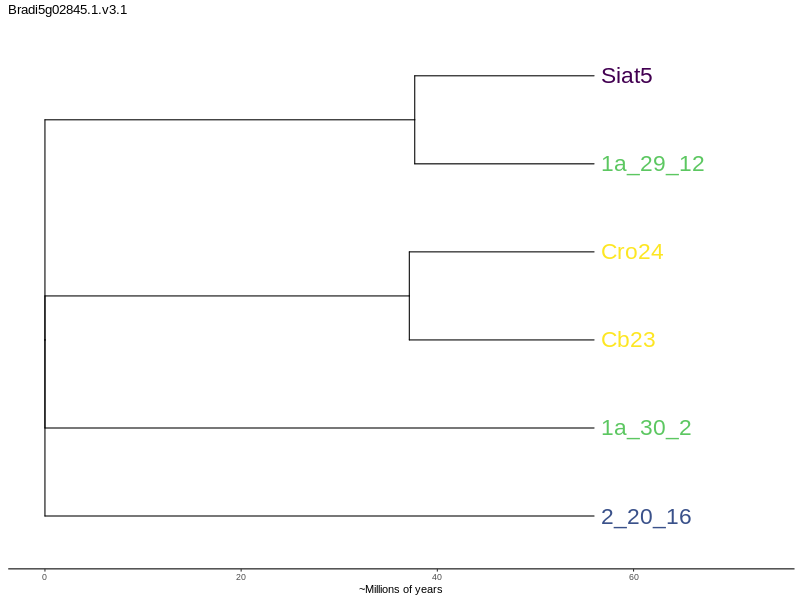 Bradi5g02845.1.v3.1
Siat5
1a_29_12
Cro24
Cb23
1a_30_2
2_20_16
0 20 40 60
~Millions of years